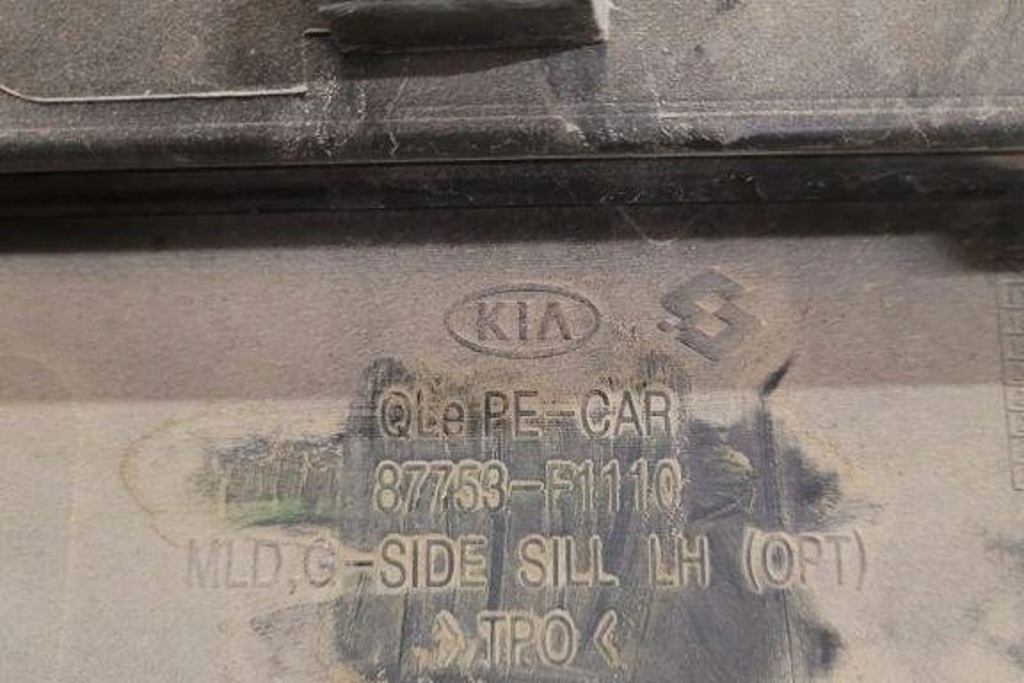 KIA
QLe PE-CAR
87753-F1110
MLD,G-SIDE SILL LH (OPT)
>TPO<